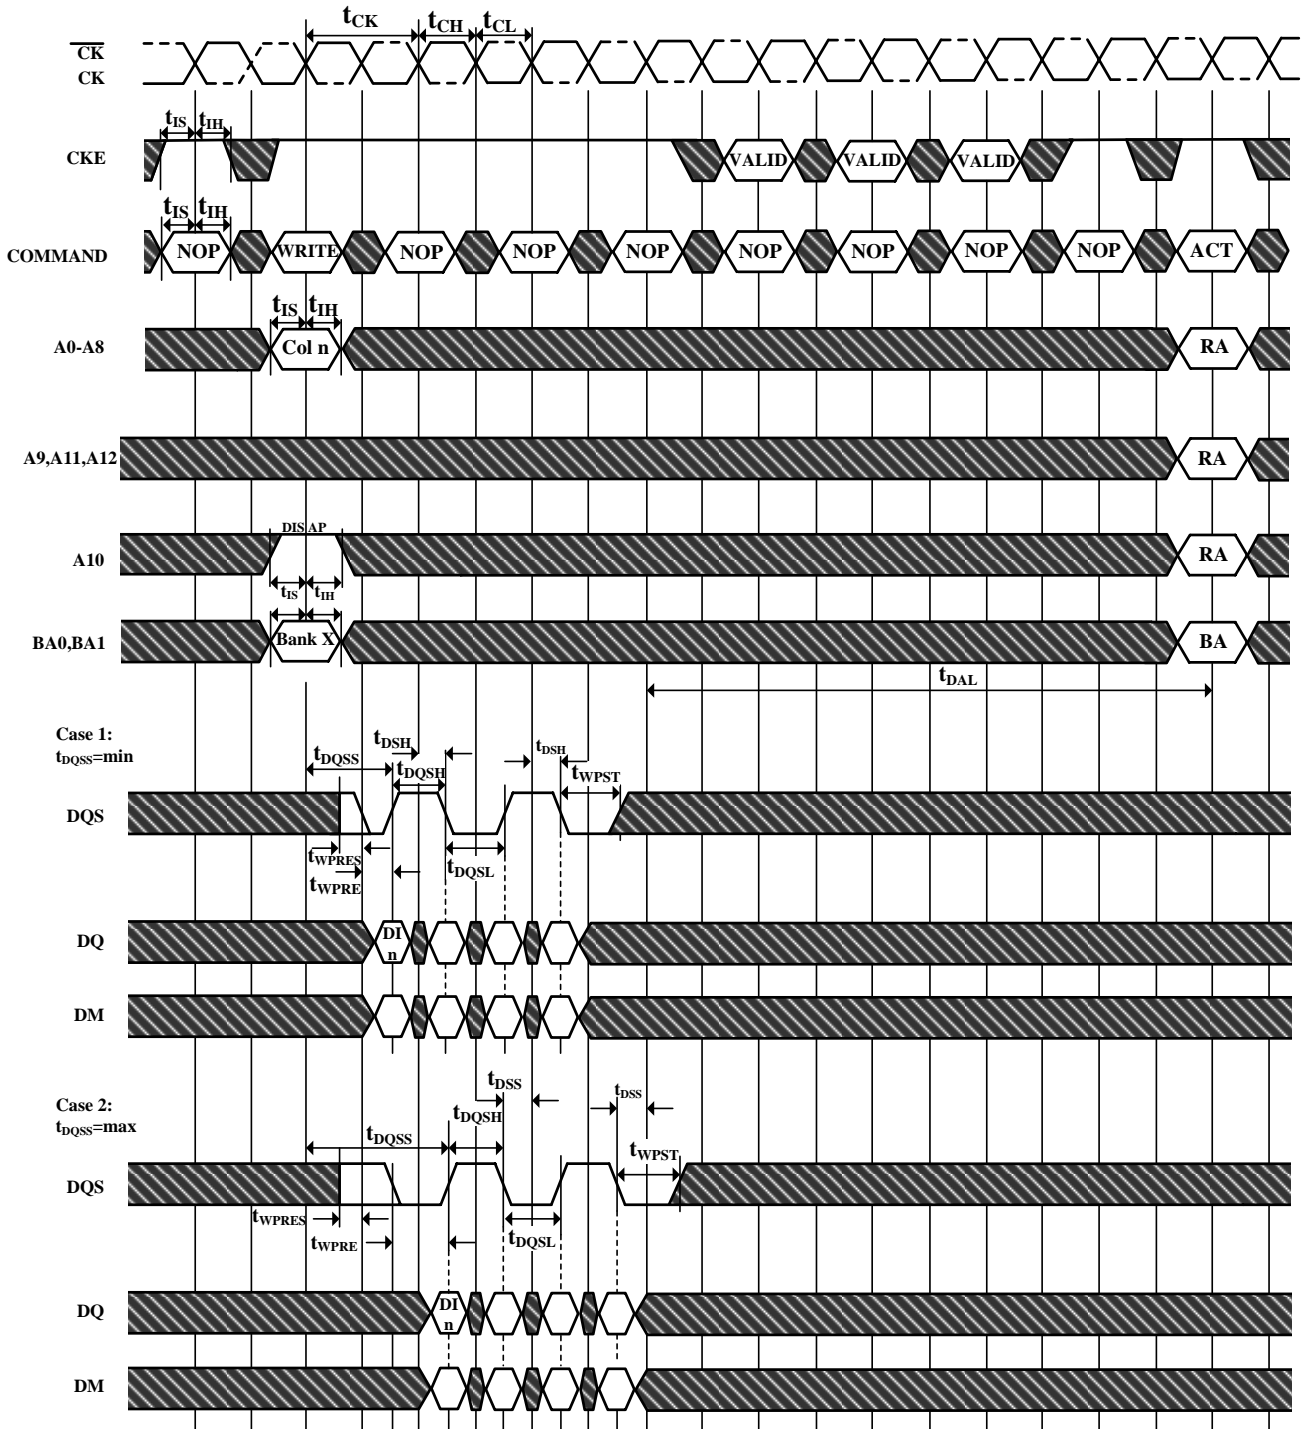 tCK tCH tCL
CK
CK
tIS tIH
CKE VALID VALID VALID
tIS tIH
COMMAND NOP WRITE NOP NOP NOP NOP NOP NOP NOP ACT
tIS tIH
A0-A8 Col n RA
A9,A11,A12 RA
DIS AP
A10 RA
tIS tIH
BA0,BA1 Bank X BA
tDAL
Case 1:
tDQSS=min
tDSH tDSH
tDQSS tDQSH tWPST
DQS
tWPRES
tWPRE tDQSL
DQ DI
n
DM
Case 2:
tDQSS=max
tDSS tDSS
tDQSS tDQSH tWPST
DQS
tWPRES
tWPRE tDQSL
DQ DI
n
DM